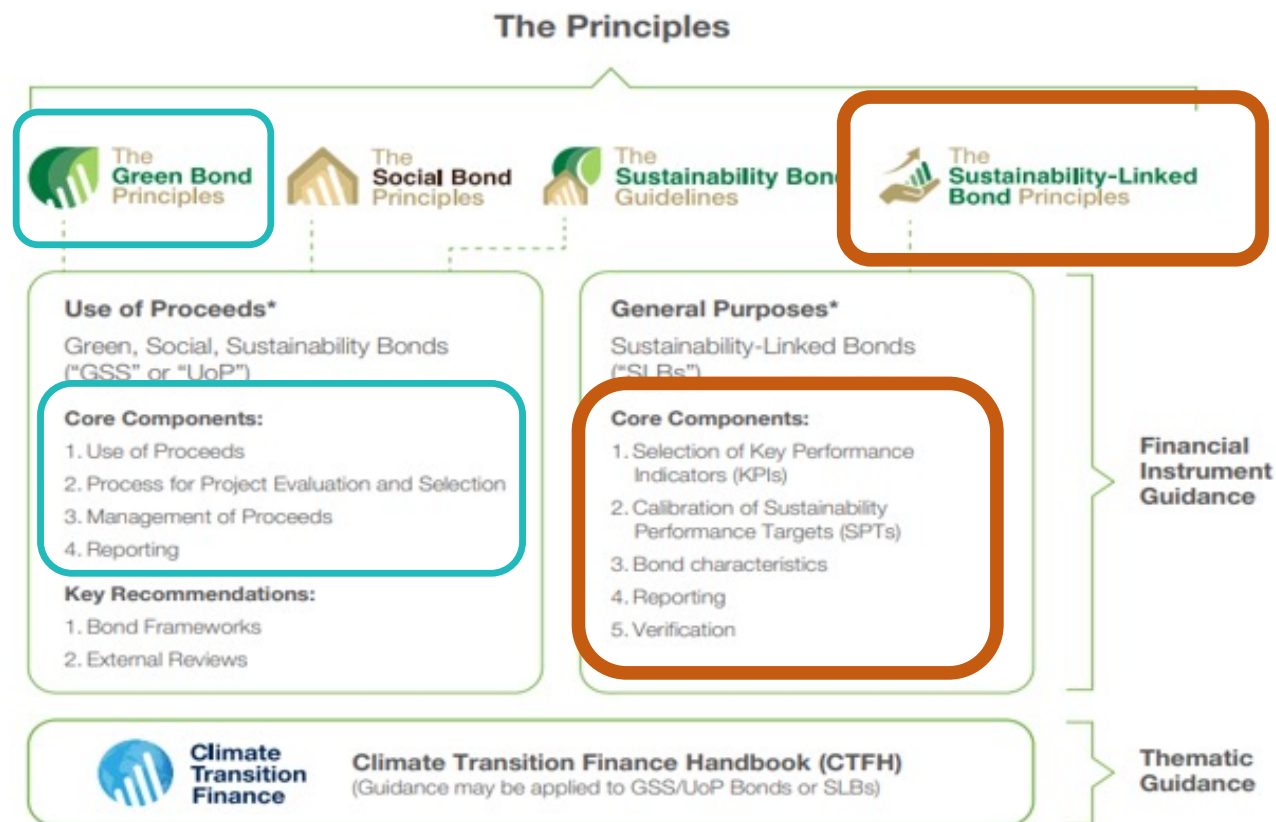 The Principles
The
Green Bond
Principles
The
Social Bond
Principles
The
Sustainability Bon
Guidelines
The
Sustainability-Linked
Bond Principles
Use of Proceeds*
Green, Social, Sustainability Bonds
("GSS" or "UoP")
Core Components:
1. Use of Proceeds
2. Process for Project Evaluation and Selection
3. Management of Proceeds
4. Reporting
Key Recommendations:
1. Bond Frameworks
2. External Reviews
General Purposes*
Sustainability-Linked Bonds
("SLBs")
Core Components:
1. Selection of Key Performance
Indicators (KPIs)
2. Calibration of Sustainability
Performance Targets (SPTs)
3. Bond characteristics
4. Reporting
5. Verification
Financial
Instrument
Guidance
Climate
Transition
Finance
Climate Transition Finance Handbook (CTFH)
(Guidance may be applied to GSS/UoP Bonds or SLBs)
Thematic
Guidance